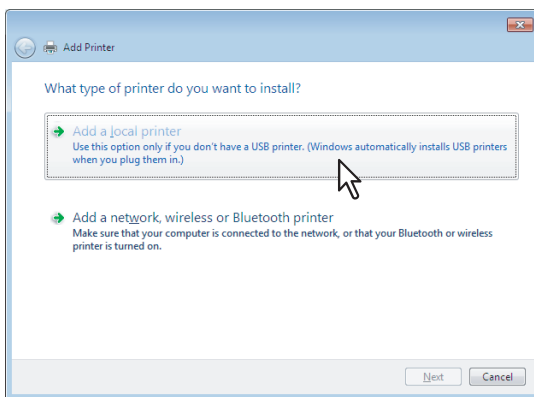 Add Printer
What type of printer do you want to install?
Add a local printer
Use this option only if you don't have a USB printer. (Windows automatically installs USB printers
when you plug them in.)
Add a network, wireless or Bluetooth printer
Make sure that your computer is connected to the network, or that your Bluetooth or wireless
printer is turned on.
Next Cancel